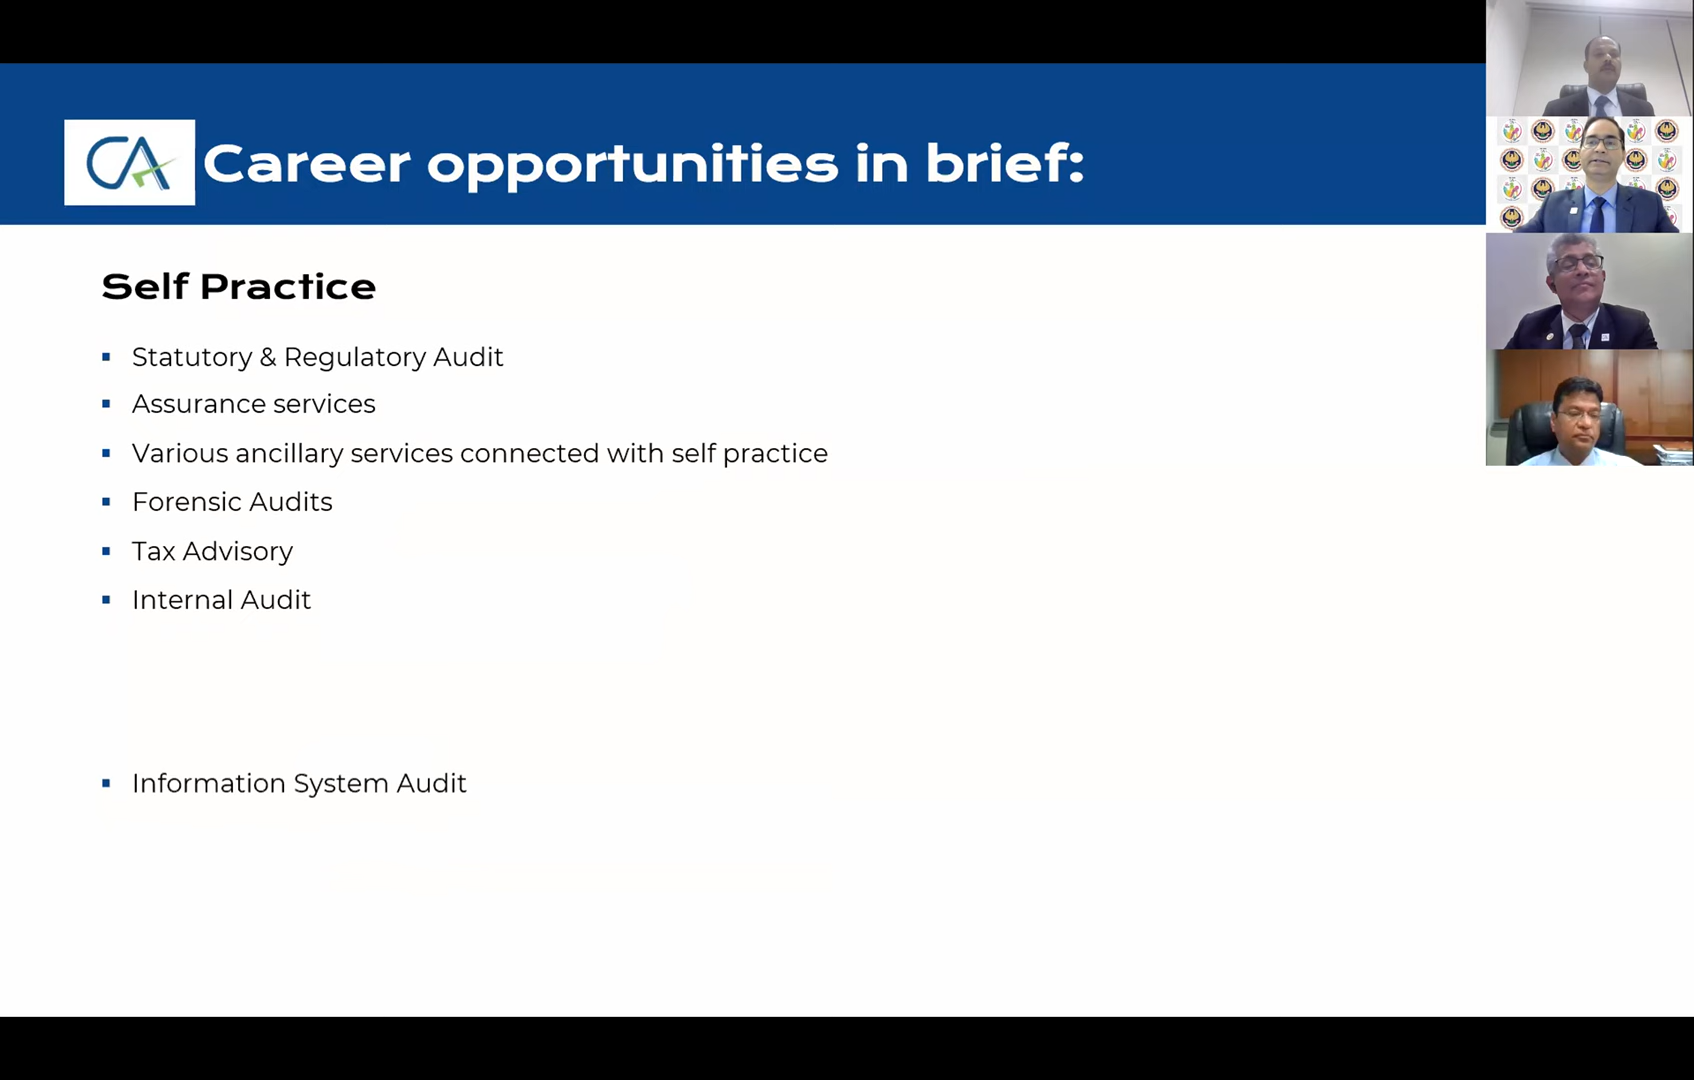 CA
Career opportunities in brief:
Self Practice
▪ Statutory & Regulatory Audit
▪ Assurance services
▪ Various ancillary services connected with self practice
▪ Forensic Audits
▪ Tax Advisory
▪ Internal Audit
▪ Information System Audit